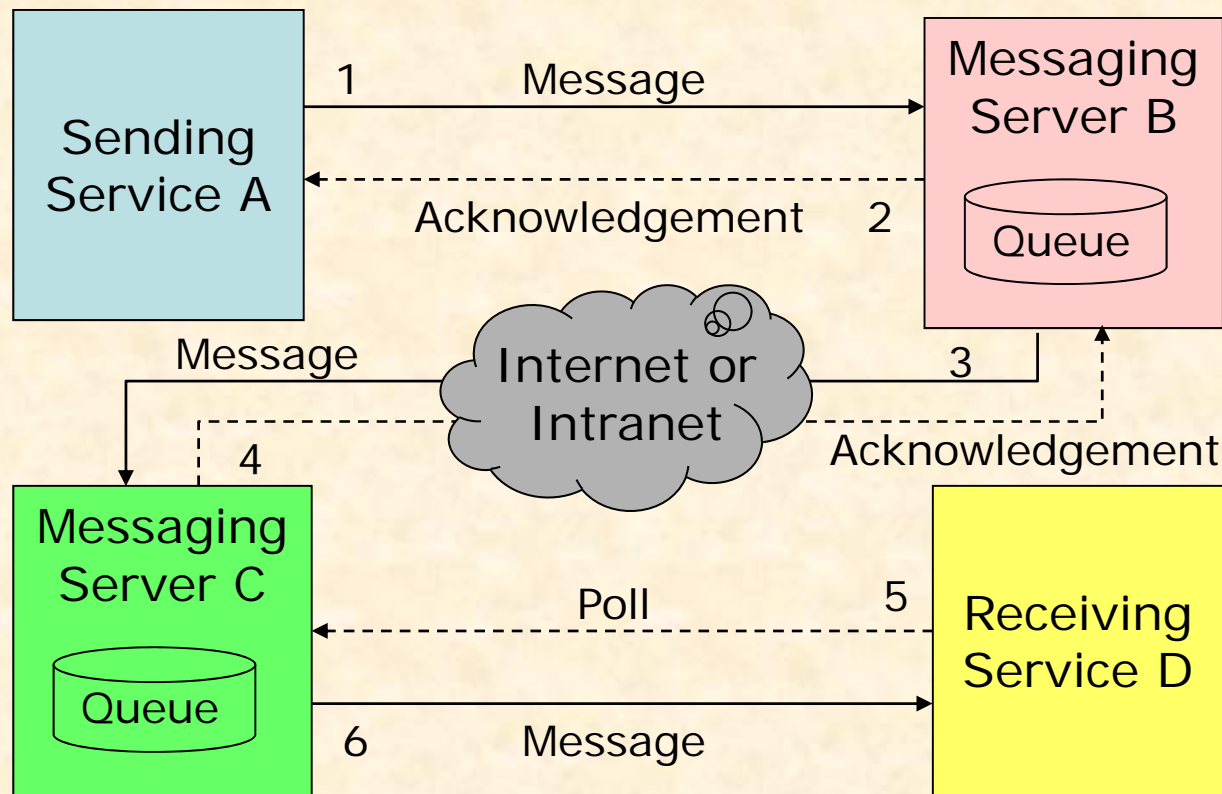 1
Message
Sending
Service A
Acknowledgement
2
Messaging
Server B
Queue
Message
Internet or
Intranet
3
4
Acknowledgement
Messaging
Server C
Queue
Poll
5
6
Message
Receiving
Service D